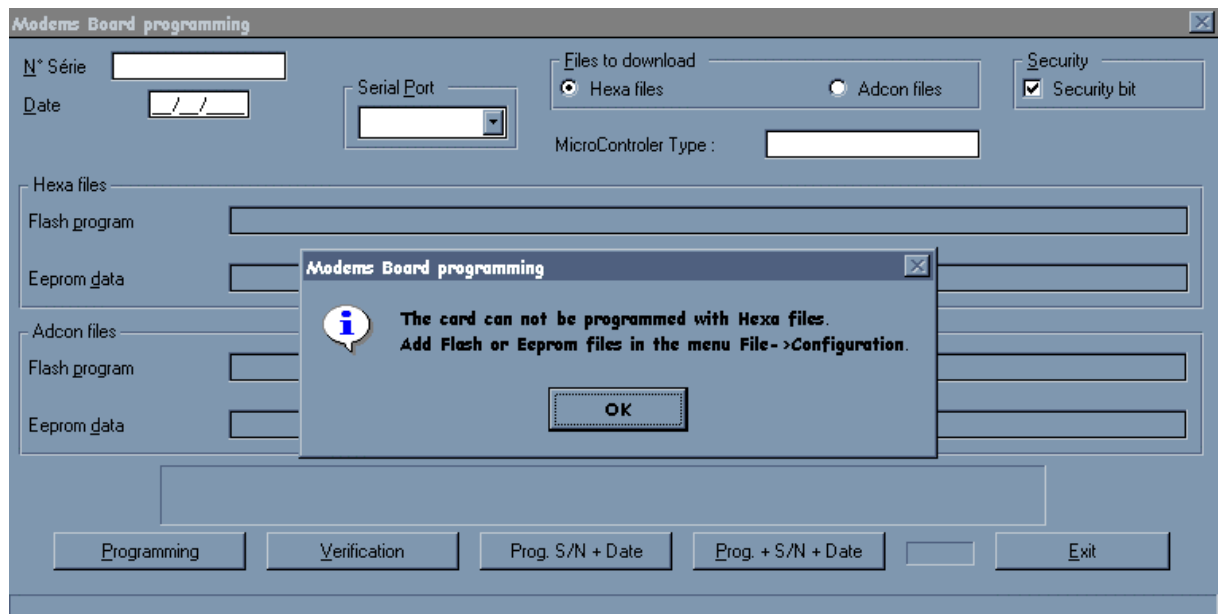 Modems Board programming
N° Série
Date
__/__/____
Serial Port
Files to download
Hexa files
Adcon files
Security
Security bit
MicroControler Type :
Hexa files
Flash program
Eeprom data
Modems Board programming
The card can not be programmed with Hexa files.
Add Flash or Eeprom files in the menu File->Configuration.
OK
Adcon files
Flash program
Eeprom data
Programming
Verification
Prog. S/N + Date
Prog. + S/N + Date
Exit